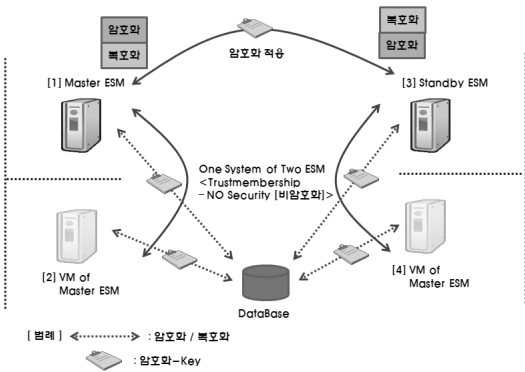 암호화
복호화
복호화
암호화
암호화 적용
[1] Master ESM
[3] Standby ESM
One System of Two ESM
<Trustmembership
- NO Security [비암호화]>
[2] VM of
Master ESM
[4] VM of
Master ESM
DataBase
[ 범례 ] : 암호화 / 복호화
: 암호화-Key